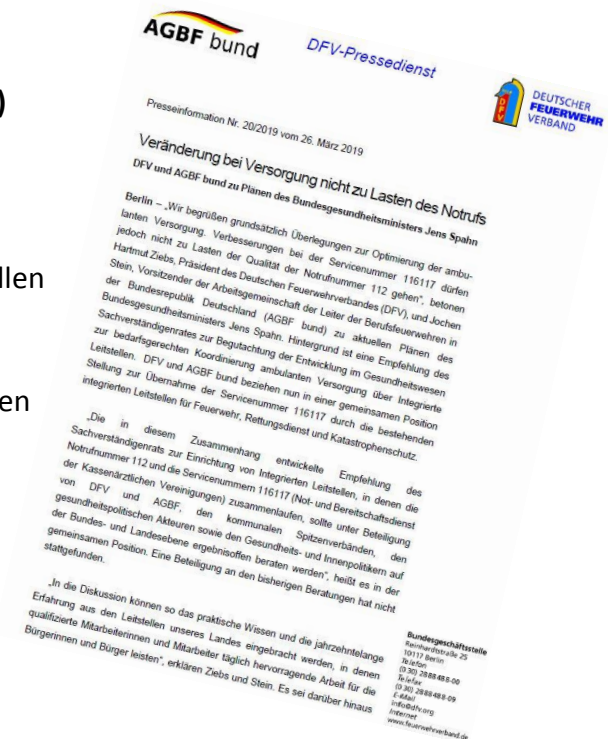 )
llen
en
AGBF bund
DFV-Pressedienst
DEUTSCHER
FEUERWEHR
VERBAND
DFV
Presseinformation Nr. 20/2019 vom 26. März 2019
Veränderung bei Versorgung nicht zu Lasten des Notrufs
DFV und AGBF bund zu Plänen des Bundesgesundheitsministers Jens Spahn
Berlin – „Wir begrüßen grundsätzlich Überlegungen zur Optimierung der ambu-
lanten Versorgung. Verbesserungen bei der Servicenummer 116117 dürfen
jedoch nicht zu Lasten der Qualität der Notrufnummer 112 gehen“, betonen
Hartmut Ziebs, Präsident des Deutschen Feuerwehrverbandes (DFV), und Jochen
Stein, Vorsitzender der Arbeitsgemeinschaft der Leiter der Berufsfeuerwehren in
der Bundesrepublik Deutschland (AGBF bund) zu aktuellen Plänen des
Bundesgesundheitsministers Jens Spahn. Hintergrund ist eine Empfehlung des
Sachverständigenrates zur Begutachtung der Entwicklung im Gesundheitswesen
zur bedarfsgerechten Koordinierung ambulanten Versorgung über Integrierte
Leitstellen. DFV und AGBF bund beziehen nun in einer gemeinsamen Position
Stellung zur Übernahme der Servicenummer 116117 durch die bestehenden
integrierten Leitstellen für Feuerwehr, Rettungsdienst und Katastrophenschutz.
„Die in diesem Zusammenhang entwickelte Empfehlung des
Sachverständigenrats zur Einrichtung von Integrierten Leitstellen, in denen die
Notrufnummer 112 und die Servicenummern 116117 (Not- und Bereitschaftsdienst
der Kassenärztlichen Vereinigungen) zusammenlaufen, sollte unter Beteiligung
von DFV und AGBF, den kommunalen Spitzenverbänden, den
gesundheitspolitischen Akteuren sowie den Gesundheits- und Innenpolitikern auf
der Bundes- und Landesebene ergebnisoffen beraten werden“, heißt es in der
gemeinsamen Position. Eine Beteiligung an den bisherigen Beratungen hat nicht
stattgefunden.
„In die Diskussion können so das praktische Wissen und die jahrzehntelange
Erfahrung aus den Leitstellen unseres Landes eingebracht werden, in denen
qualifizierte Mitarbeiterinnen und Mitarbeiter täglich hervorragende Arbeit für die
Bürgerinnen und Bürger leisten“, erklären Ziebs und Stein. Es sei darüber hinaus
Bundesgeschäftsstelle
Reinhardtstraße 25
10117 Berlin
Telefon
(0 30) 28 88 488-00
Telefax
(0 30) 28 88 488-09
E-Mail
info@dfv.org
Internet
www.feuerwehrverband.de